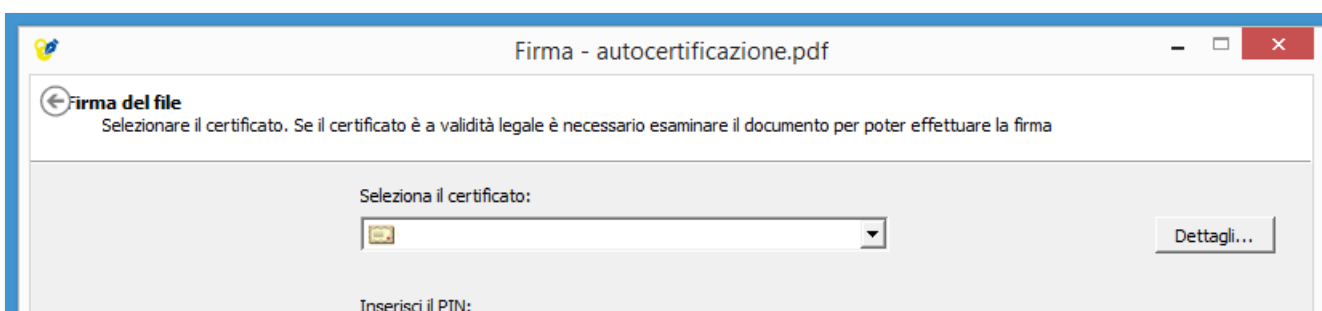 Firma - autocertificazione.pdf
Firma del file
Selezionare il certificato. Se il certificato è a validità legale è necessario esaminare il documento per poter effettuare la firma
Seleziona il certificato:
Dettagli...
Inserisci il PIN: